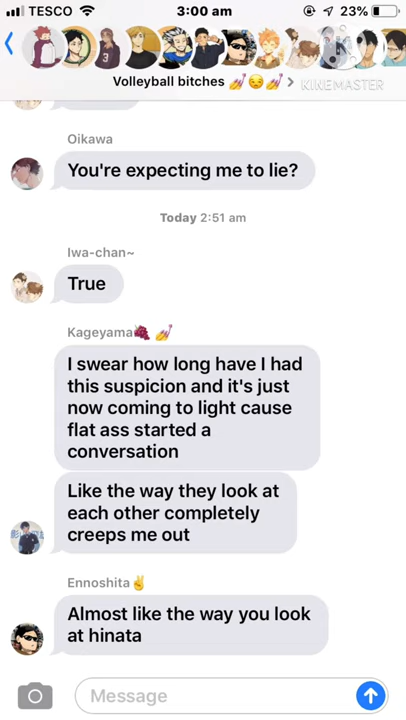 TESCO
3:00 am
23%
Volleyball bitches 💅😏💅 >
KINEMASTER
Oikawa
You're expecting me to lie?
Today 2:51 am
Iwa-chan~
True
Kageyama🍇 💅
I swear how long have I had
this suspicion and it's just
now coming to light cause
flat ass started a
conversation
Like the way they look at
each other completely
creeps me out
Ennoshita✌
Almost like the way you look
at hinata
Message